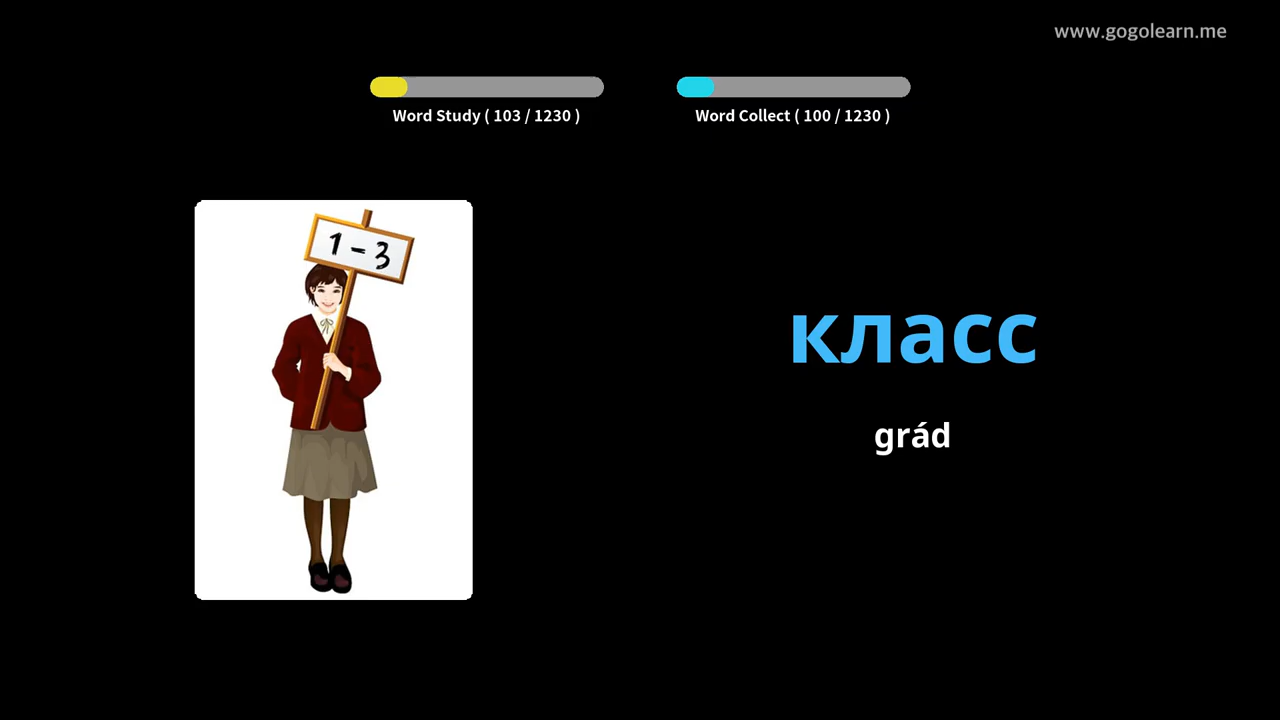 www.gogolearn.me
Word Study ( 103 / 1230 )
Word Collect ( 100 / 1230 )
1 - 3
класс
grád